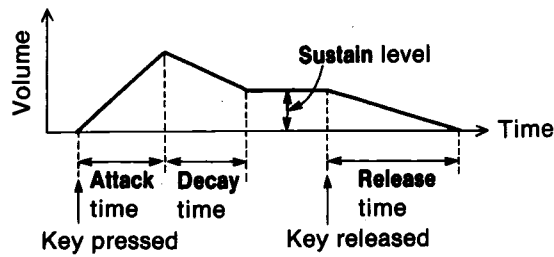 Volume
Sustain level
Time
Attack
time
Decay
time
Release
time
Key pressed
Key released